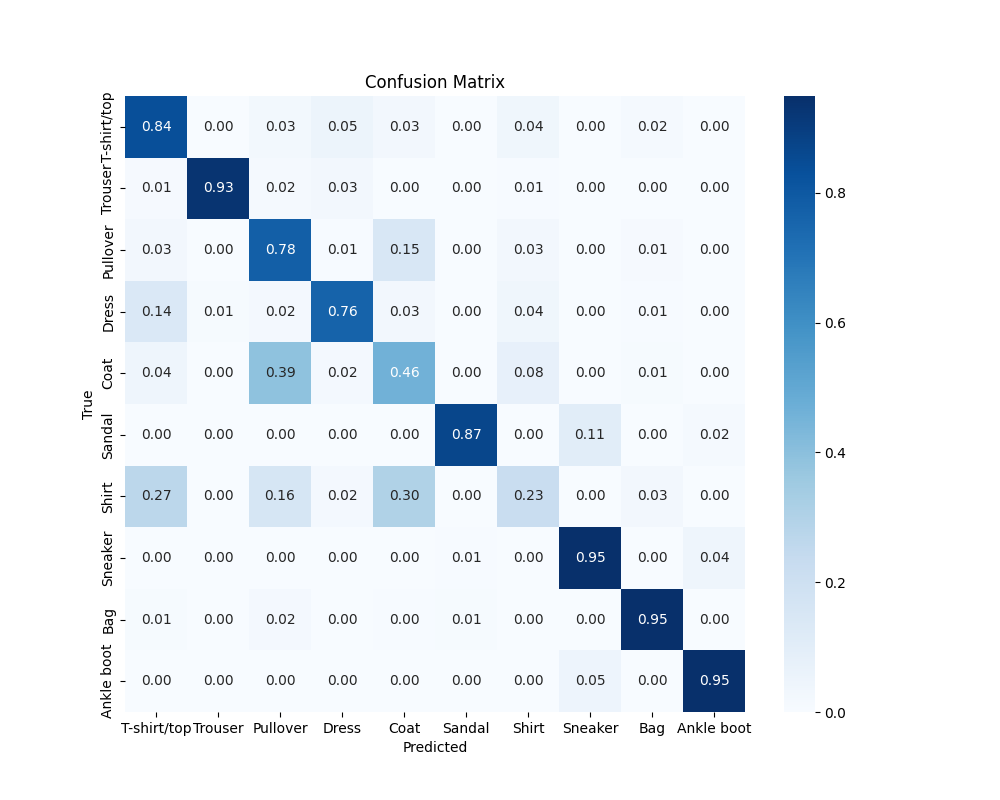 Confusion Matrix
T-shirt/top 0.84 0.00 0.03 0.05 0.03 0.00 0.04 0.00 0.02 0.00
Trouser 0.01 0.93 0.02 0.03 0.00 0.00 0.01 0.00 0.00 0.00
Pullover 0.03 0.00 0.78 0.01 0.15 0.00 0.03 0.00 0.01 0.00
Dress 0.14 0.01 0.02 0.76 0.03 0.00 0.04 0.00 0.01 0.00
Coat 0.04 0.00 0.39 0.02 0.46 0.00 0.08 0.00 0.01 0.00
Sandal 0.00 0.00 0.00 0.00 0.00 0.87 0.00 0.11 0.00 0.02
Shirt 0.27 0.00 0.16 0.02 0.30 0.00 0.23 0.00 0.03 0.00
Sneaker 0.00 0.00 0.00 0.00 0.00 0.01 0.00 0.95 0.00 0.04
Bag 0.01 0.00 0.02 0.00 0.00 0.01 0.00 0.00 0.95 0.00
Ankle boot 0.00 0.00 0.00 0.00 0.00 0.00 0.00 0.05 0.00 0.95
True
T-shirt/top Trouser Pullover Dress Coat Sandal Shirt Sneaker Bag Ankle boot
Predicted
0.8
0.6
0.4
0.2
0.0